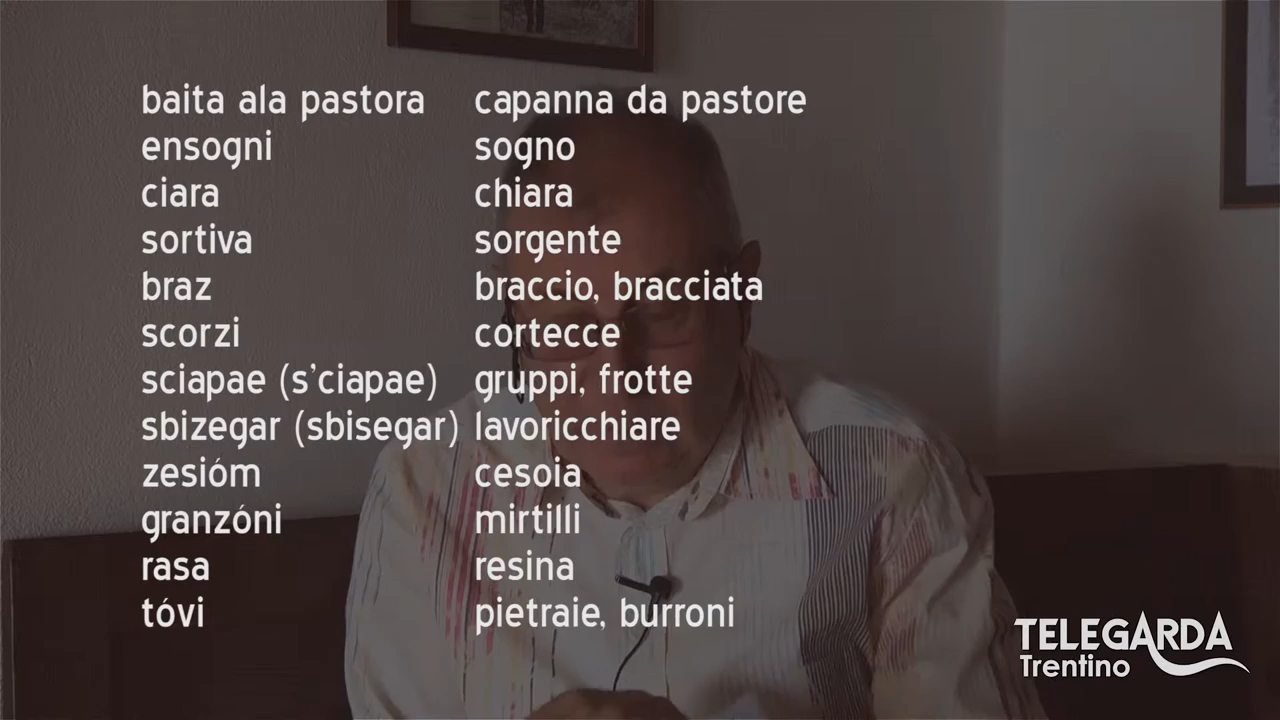 baita ala pastora capanna da pastore
ensogni sogno
ciara chiara
sortiva sorgente
braz braccio, bracciata
scorzi cortecce
sciapae (s'ciapae) gruppi, frotte
sbizegar (sbisegar) lavoricchiare
zesióm cesoia
granzóni mirtilli
rasa resina
tóvi pietraie, burroni
TELEGARDA
Trentino